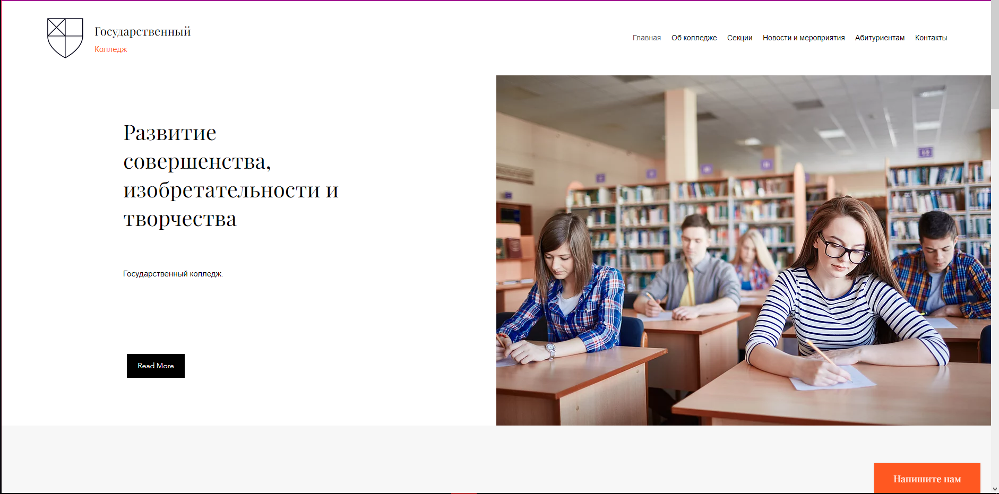 Государственный
Колледж
Главная Об колледже Секции Новости и мероприятия Абитуриентам Контакты
Развитие
совершенства,
изобретательности и
творчества
Государственный колледж.
Read More
Напишите нам